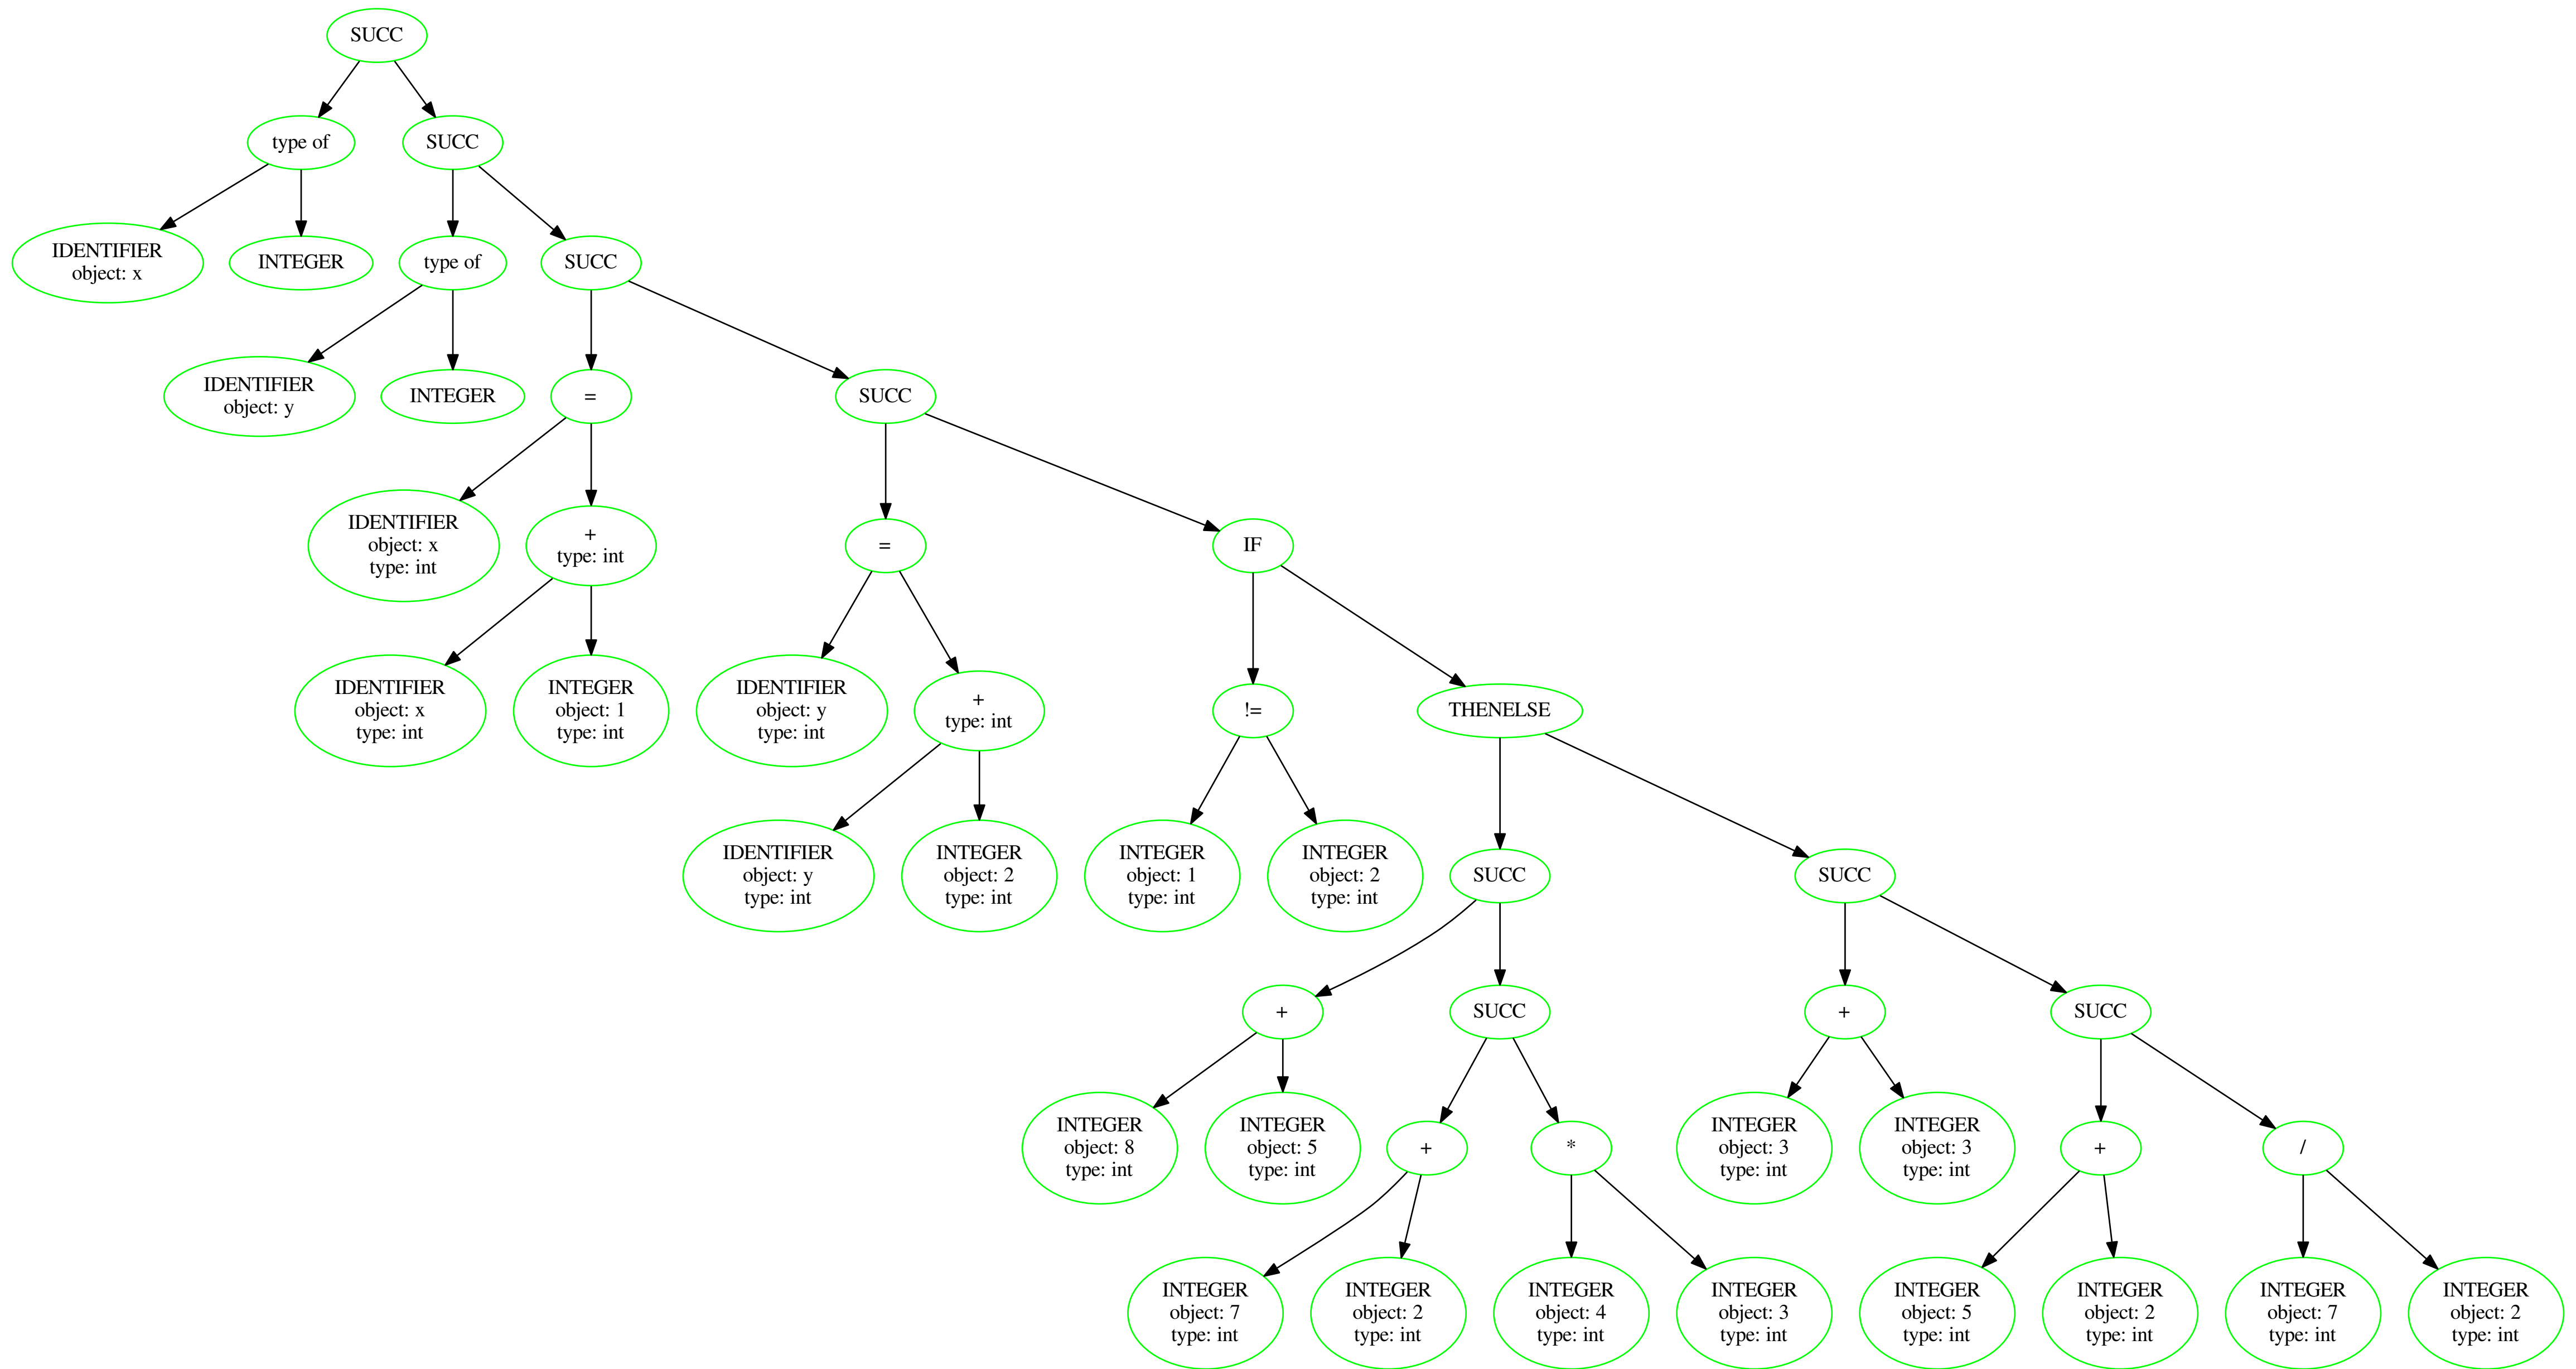 SUCC
type of
SUCC
IDENTIFIER
object: x
INTEGER
type of
SUCC
IDENTIFIER
object: y
INTEGER
=
SUCC
IDENTIFIER
object: x
type: int
+
type: int
=
IF
IDENTIFIER
object: x
type: int
INTEGER
object: 1
type: int
IDENTIFIER
object: y
type: int
+
type: int
!=
THENELSE
IDENTIFIER
object: y
type: int
INTEGER
object: 2
type: int
INTEGER
object: 1
type: int
INTEGER
object: 2
type: int
SUCC
SUCC
+
SUCC
+
SUCC
INTEGER
object: 8
type: int
INTEGER
object: 5
type: int
+
*
INTEGER
object: 3
type: int
INTEGER
object: 3
type: int
+
/
INTEGER
object: 7
type: int
INTEGER
object: 2
type: int
INTEGER
object: 4
type: int
INTEGER
object: 3
type: int
INTEGER
object: 5
type: int
INTEGER
object: 2
type: int
INTEGER
object: 7
type: int
INTEGER
object: 2
type: int